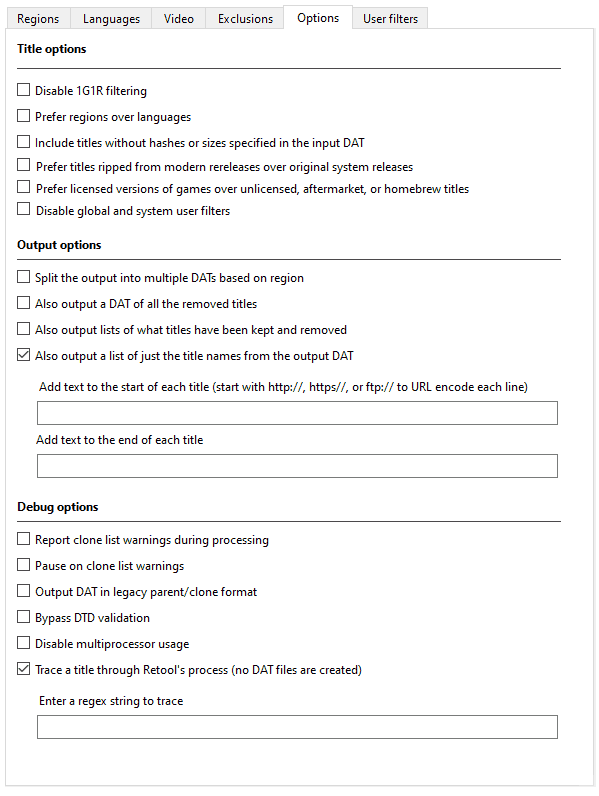 Regions Languages Video Exclusions Options User filters
Title options
Disable 1G1R filtering
Prefer regions over languages
Include titles without hashes or sizes specified in the input DAT
Prefer titles ripped from modern rereleases over original system releases
Prefer licensed versions of games over unlicensed, aftermarket, or homebrew titles
Disable global and system user filters
Output options
Split the output into multiple DATs based on region
Also output a DAT of all the removed titles
Also output lists of what titles have been kept and removed
Also output a list of just the title names from the output DAT
Add text to the start of each title (start with http://, https//, or ftp:// to URL encode each line)
Add text to the end of each title
Debug options
Report clone list warnings during processing
Pause on clone list warnings
Output DAT in legacy parent/clone format
Bypass DTD validation
Disable multiprocessor usage
Trace a title through Retool's process (no DAT files are created)
Enter a regex string to trace